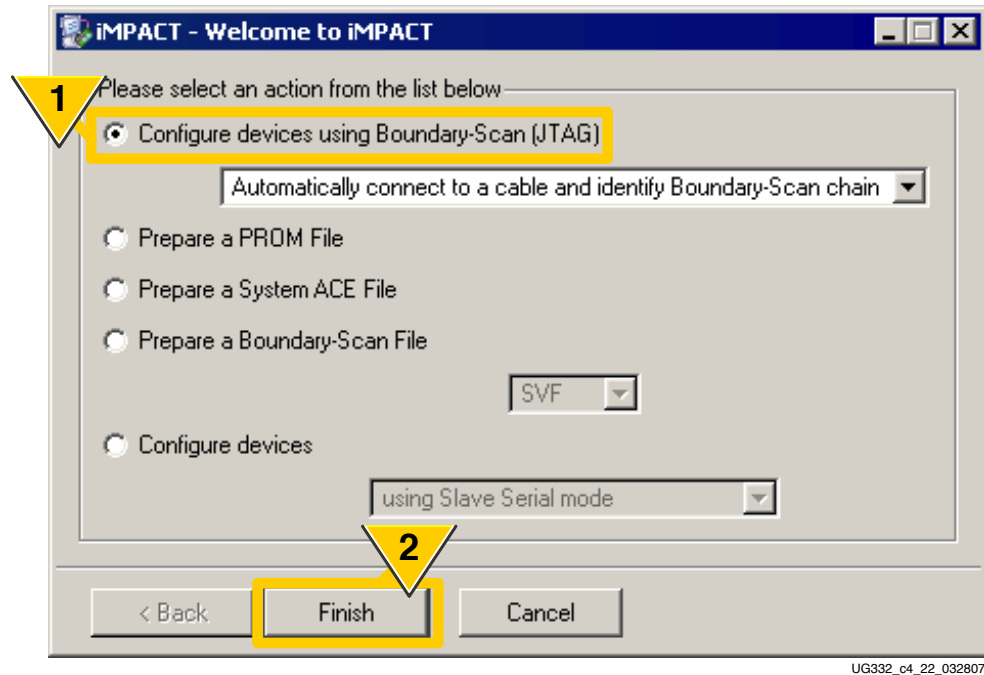 iMPACT - Welcome to iMPACT
1
Please select an action from the list below
Configure devices using Boundary-Scan (JTAG)
Automatically connect to a cable and identify Boundary-Scan chain
Prepare a PROM File
Prepare a System ACE File
Prepare a Boundary-Scan File
SVF
Configure devices
using Slave Serial mode
2
< Back Finish Cancel
UG332_c4_22_032807